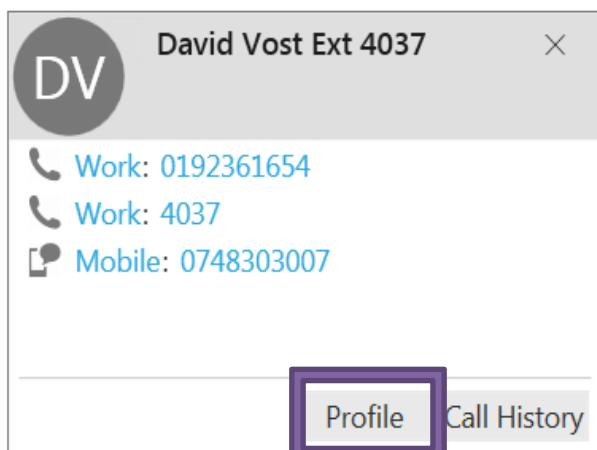 DV
David Vost Ext 4037
Work: 0192361654
Work: 4037
Mobile: 0748303007
Profile
Call History